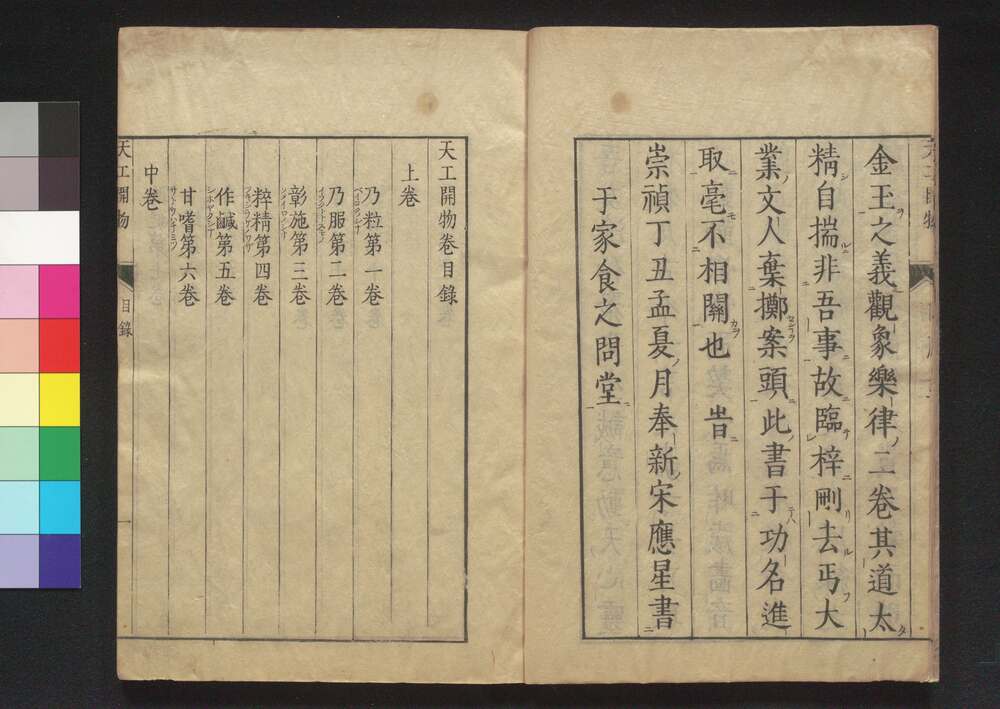 金玉之義觀象樂律二卷其道太
精自揣非吾事故臨梓刪去丐大
業文人棄擲案頭此書于功名進
取毫不相關也旹
崇禎丁丑孟夏月奉新宋應星書
于家食之問堂
天工開物卷目錄
上卷
乃粒第一卷
乃服第二卷
彰施第三卷
粹精第四卷
作鹹第五卷
甘嗜第六卷
中卷
天工開物 目錄 一